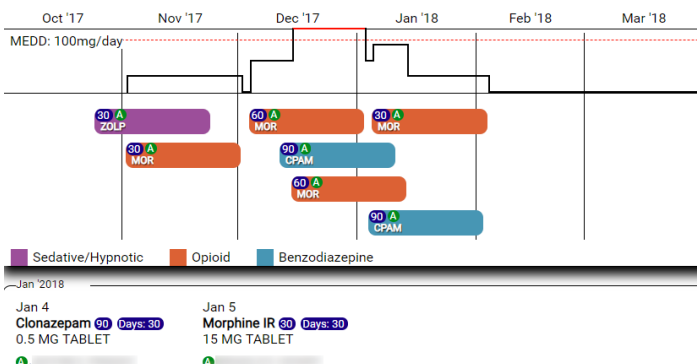 Oct '17 Nov '17 Dec '17 Jan '18 Feb '18 Mar '18
MEDD: 100mg/day
30 A 60 A 30 A
ZOLP MOR MOR
30 A 90 A
MOR CPAM
60 A
MOR
90 A
CPAM
Sedative/Hypnotic Opioid Benzodiazepine
Jan '2018
Jan 4 Jan 5
Clonazepam 90 Days: 30 Morphine IR 30 Days: 30
0.5 MG TABLET 15 MG TABLET
A A